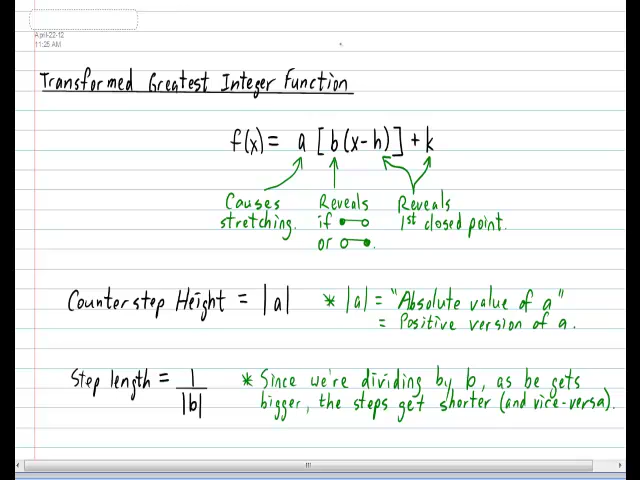 April-22-12
11:25 AM
Transformed Greatest Integer Function
f(x) = a [b(x-h)] + k
Causes Reveals Reveals
stretching. if 1st closed point.
or
Counterstep Height = |a| * |a| = "Absolute value of a"
= Positive version of a.
Step length = 1/|b| * Since we're dividing by b, as be gets
bigger, the steps get shorter (and vice-versa).